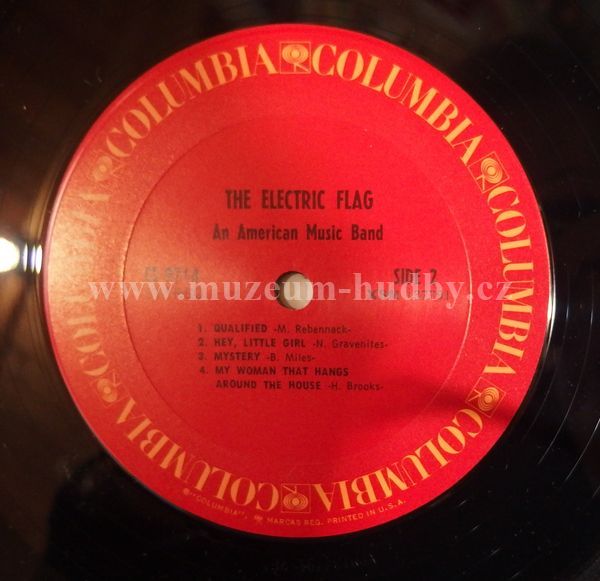 COLUMBIA COLUMBIA COLUMBIA COLUMBIA COLUMBIA COLUMBIA
THE ELECTRIC FLAG
An American Music Band
SIDE 2
www.muzeum-hudby.cz
1. QUALIFIED -M. Rebennack-
2. HEY, LITTLE GIRL -N. Gravenites-
3. MYSTERY -B. Miles-
4. MY WOMAN THAT HANGS
AROUND THE HOUSE -H. Brooks-
®"COLUMBIA", MARCAS REG. PRINTED IN U.S.A.